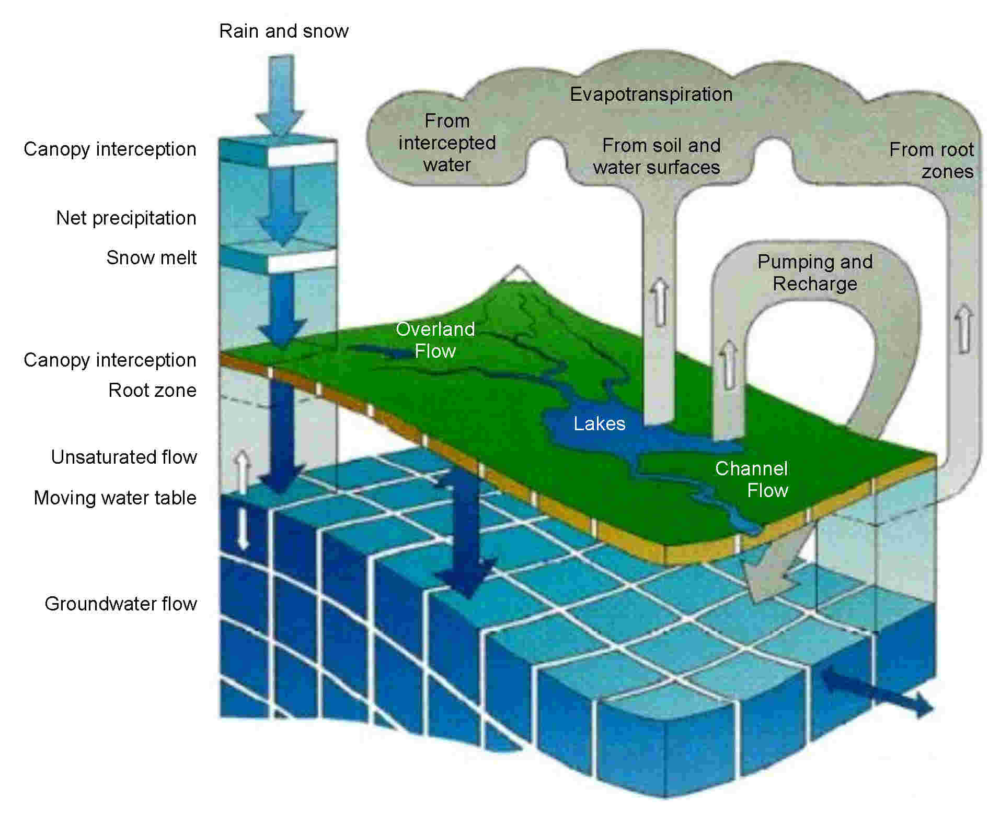 Rain and snow
Canopy interception
Net precipitation
Snow melt
Canopy interception
Root zone
Unsaturated flow
Moving water table
Groundwater flow
Evapotranspiration
From
intercepted
water
From soil and
water surfaces
From root
zones
Pumping and
Recharge
Overland
Flow
Lakes
Channel
Flow